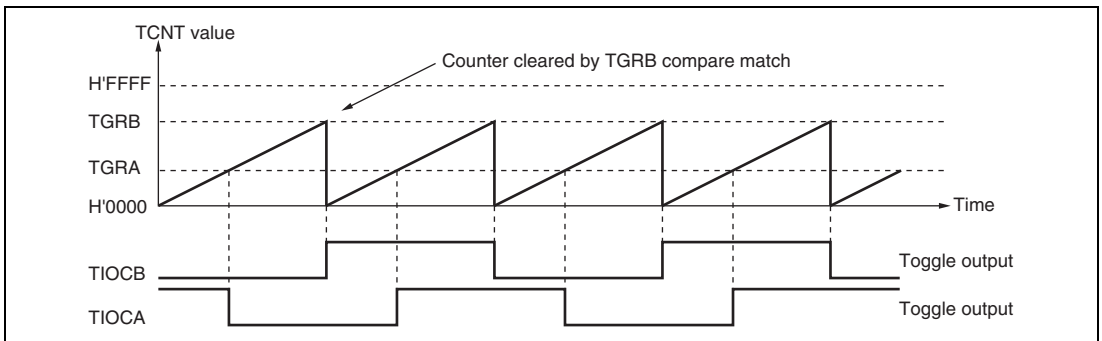 TCNT value
Counter cleared by TGRB compare match
H'FFFF
TGRB
TGRA
H'0000
Time
TIOCB
Toggle output
TIOCA
Toggle output